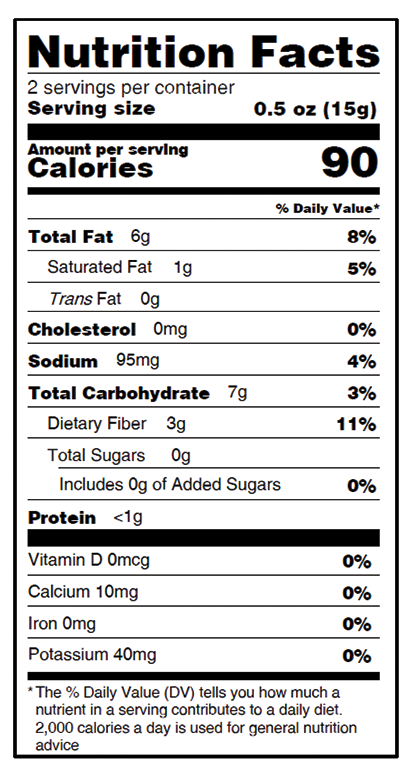 Nutrition Facts
2 servings per container
Serving size 0.5 oz (15g)
Amount per serving
Calories 90
% Daily Value*
Total Fat 6g 8%
Saturated Fat 1g 5%
Trans Fat 0g
Cholesterol 0mg 0%
Sodium 95mg 4%
Total Carbohydrate 7g 3%
Dietary Fiber 3g 11%
Total Sugars 0g
Includes 0g of Added Sugars 0%
Protein <1g
Vitamin D 0mcg 0%
Calcium 10mg 0%
Iron 0mg 0%
Potassium 40mg 0%
* The % Daily Value (DV) tells you how much a
nutrient in a serving contributes to a daily diet.
2,000 calories a day is used for general nutrition
advice